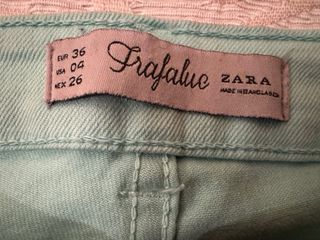 EUR 36
USA 04
MEX 26
Trafaluc
ZARA
MADE IN BANGLADESH